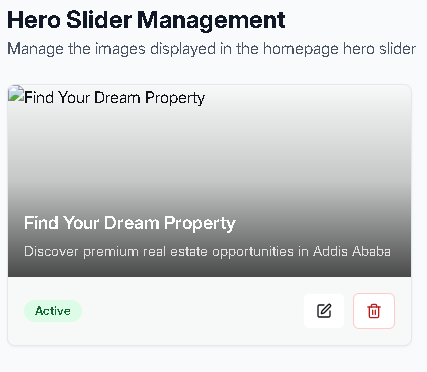 Hero Slider Management
Manage the images displayed in the homepage hero slider
Find Your Dream Property
Find Your Dream Property
Discover premium real estate opportunities in Addis Ababa
Active